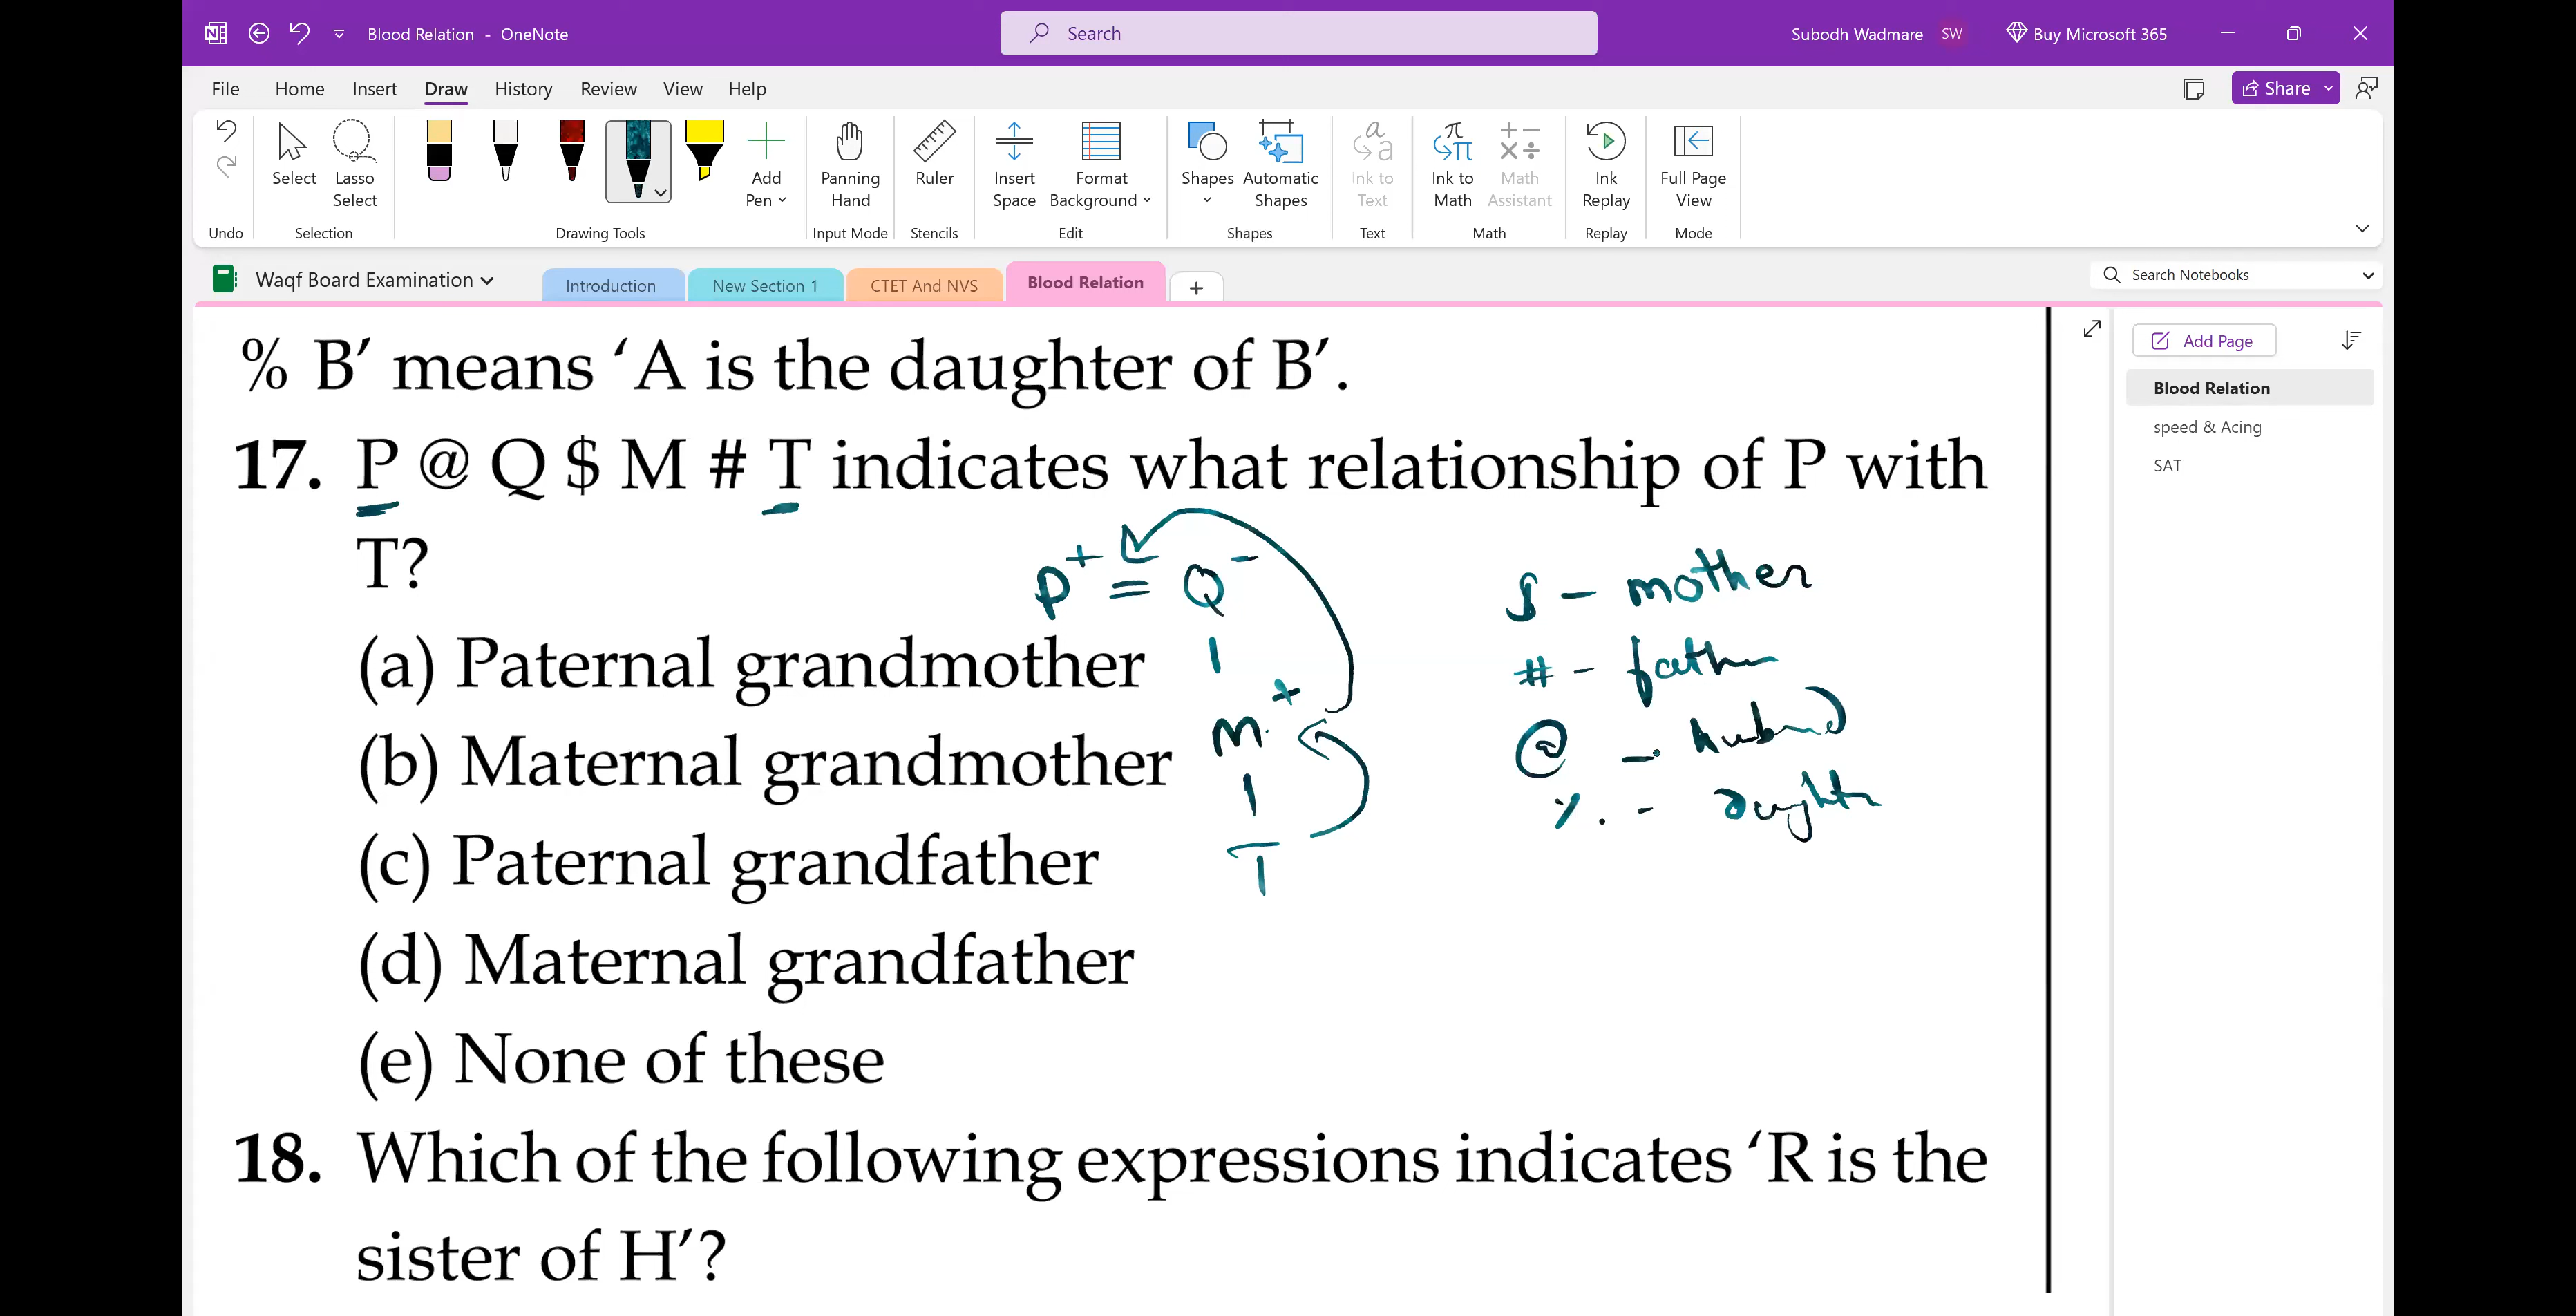 Blood Relation - OneNote
Search
Subodh Wadmare SW Buy Microsoft 365
File Home Insert Draw History Review View Help
Share
Select Lasso Select Add Pen Panning Hand Ruler Insert Space Format Background Shapes Automatic Shapes Ink to Text Ink to Math Math Assistant Ink Replay Full Page View
Undo Selection Drawing Tools Input Mode Stencils Edit Shapes Text Math Replay Mode
Waqf Board Examination Introduction New Section 1 CTET And NVS Blood Relation + Search Notebooks
Add Page
Blood Relation
speed & Acing
SAT
% B’ means ‘A is the daughter of B’.
17. P @ Q $ M # T indicates what relationship of P with
T?
(a) Paternal grandmother
(b) Maternal grandmother
(c) Paternal grandfather
(d) Maternal grandfather
(e) None of these
18. Which of the following expressions indicates ‘R is the
sister of H’?
P+ = Q-
M+
T
$ - mother
# - father
@ - husband
% -